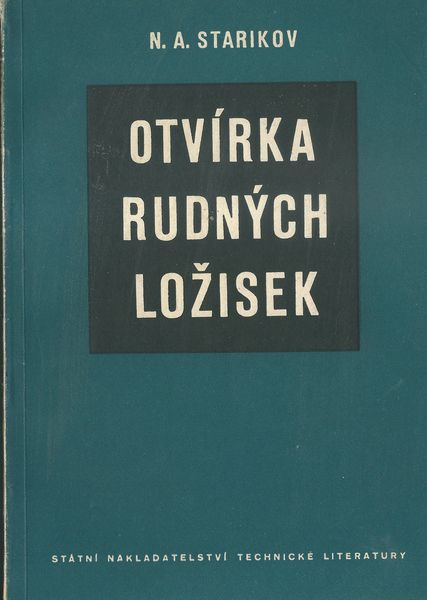 N. A. STARIKOV
OTVÍRKA
RUDNÝCH
LOŽISEK
STÁTNÍ NAKLADATELSTVÍ TECHNICKÉ LITERATURY